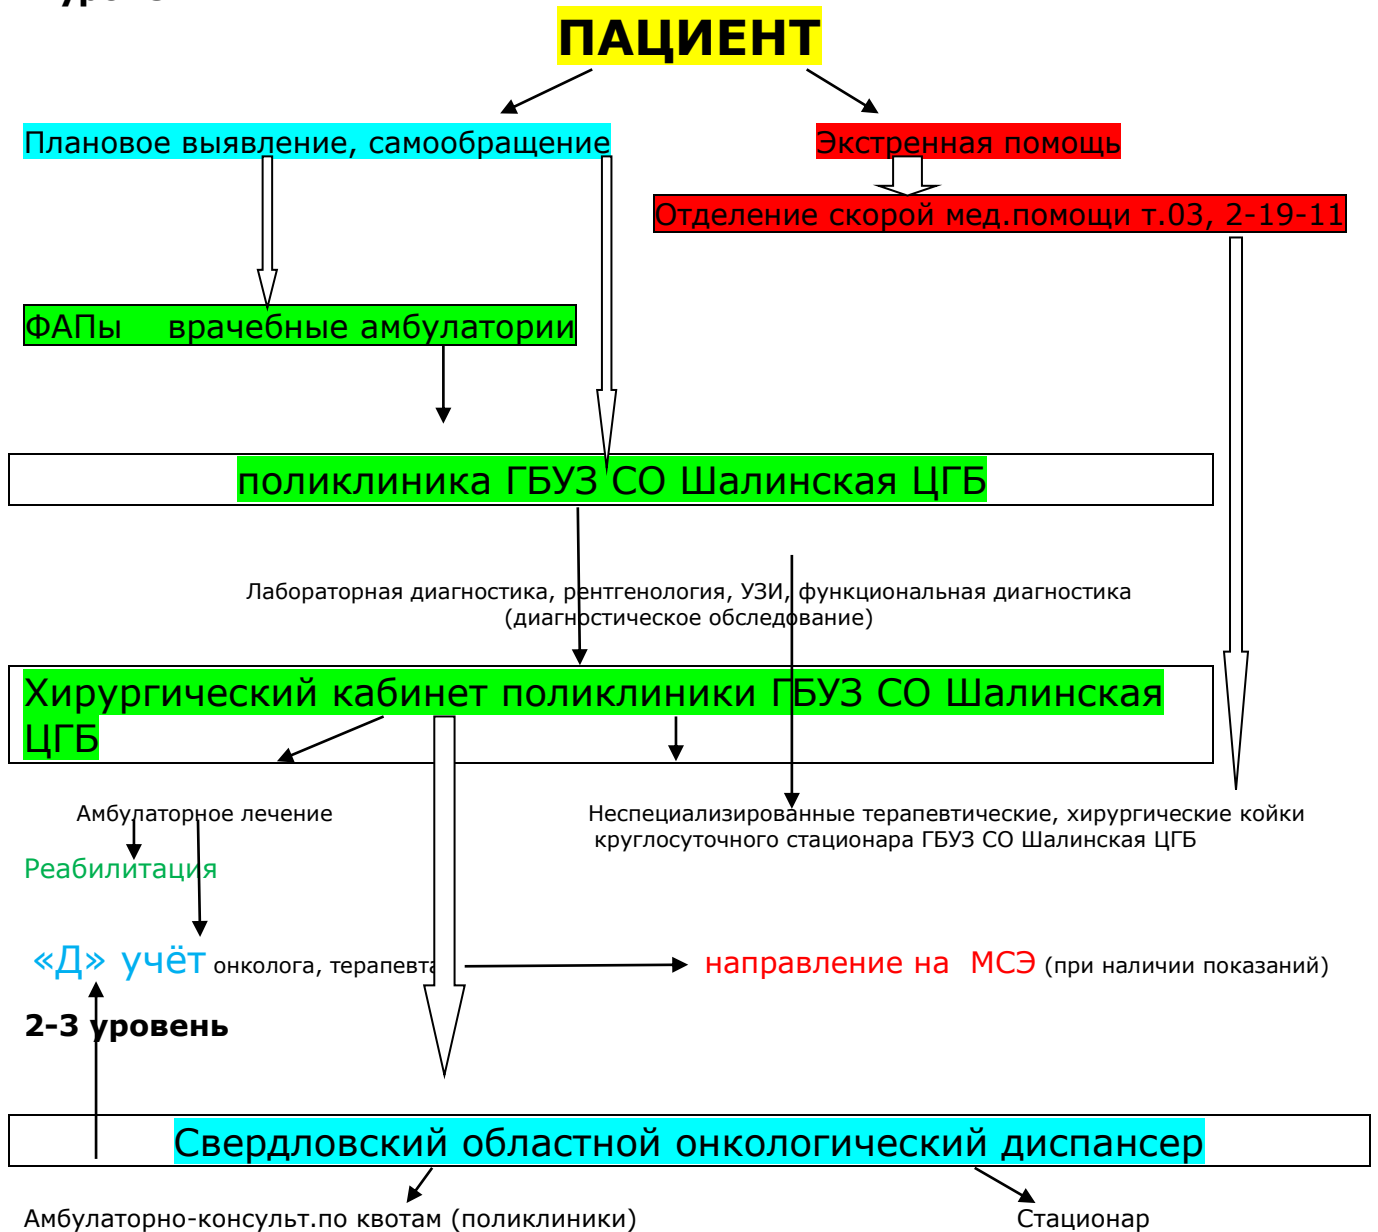 ПАЦИЕНТ
Плановое выявление, самообращение
Экстренная помощь
Отделение скорой мед.помощи т.03, 2-19-11
ФАПы врачебные амбулатории
поликлиника ГБУЗ СО Шалинская ЦГБ
Лабораторная диагностика, рентгенология, УЗИ, функциональная диагностика
(диагностическое обследование)
Хирургический кабинет поликлиники ГБУЗ СО Шалинская
ЦГБ
Амбулаторное лечение
Неспециализированные терапевтические, хирургические койки
круглосуточного стационара ГБУЗ СО Шалинская ЦГБ
Реабилитация
«Д» учёт онколога, терапевта
направление на МСЭ (при наличии показаний)
2-3 уровень
Свердловский областной онкологический диспансер
Амбулаторно-консульт.по квотам (поликлиники)
Стационар